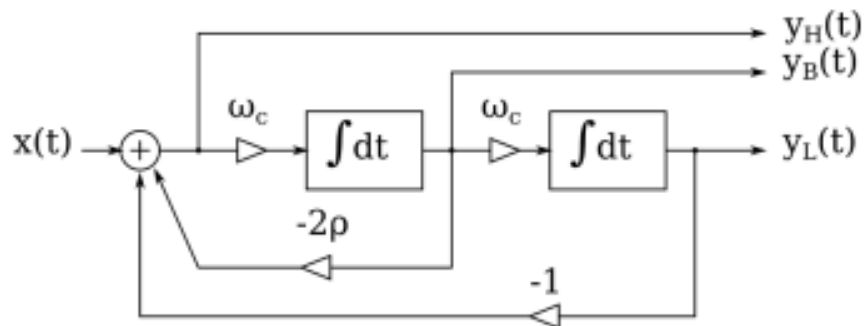 y_H(t)
y_B(t)
ω_c
ω_c
x(t)
+
∫dt
∫dt
y_L(t)
-2ρ
-1